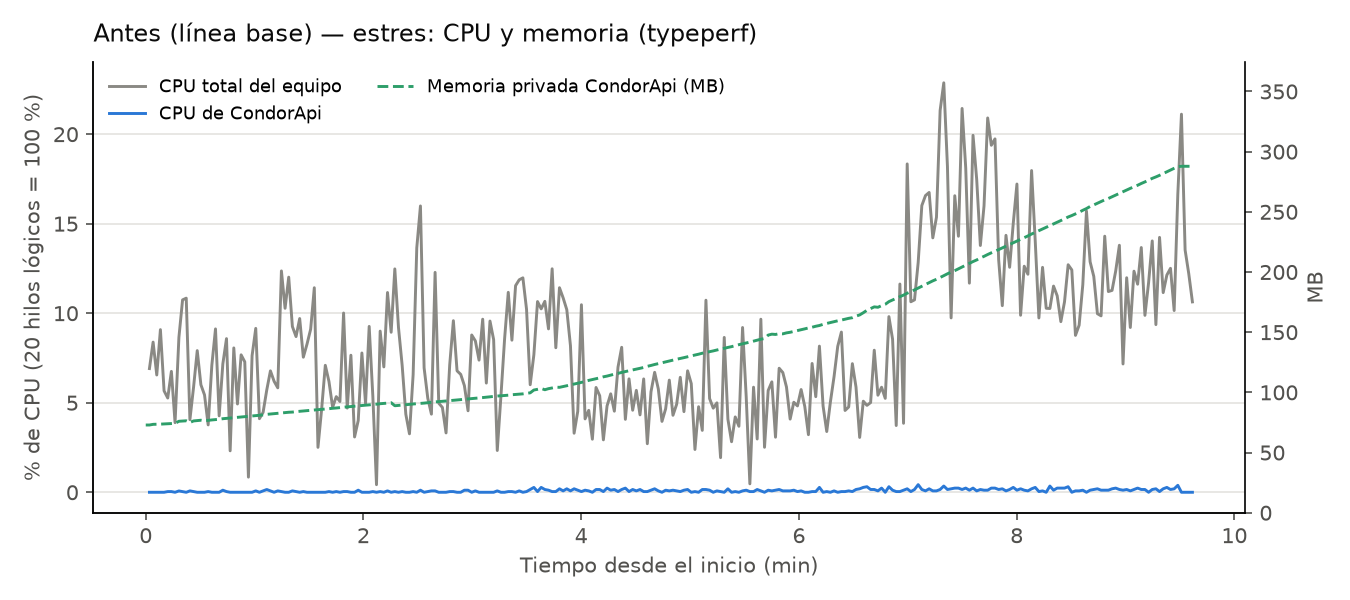 Antes (línea base) — estres: CPU y memoria (typeperf)
CPU total del equipo
Memoria privada CondorApi (MB)
CPU de CondorApi
% de CPU (20 hilos lógicos = 100 %)
20
15
10
5
0
350
300
250
200
150
100
50
0
MB
0
2
4
6
8
10
Tiempo desde el inicio (min)